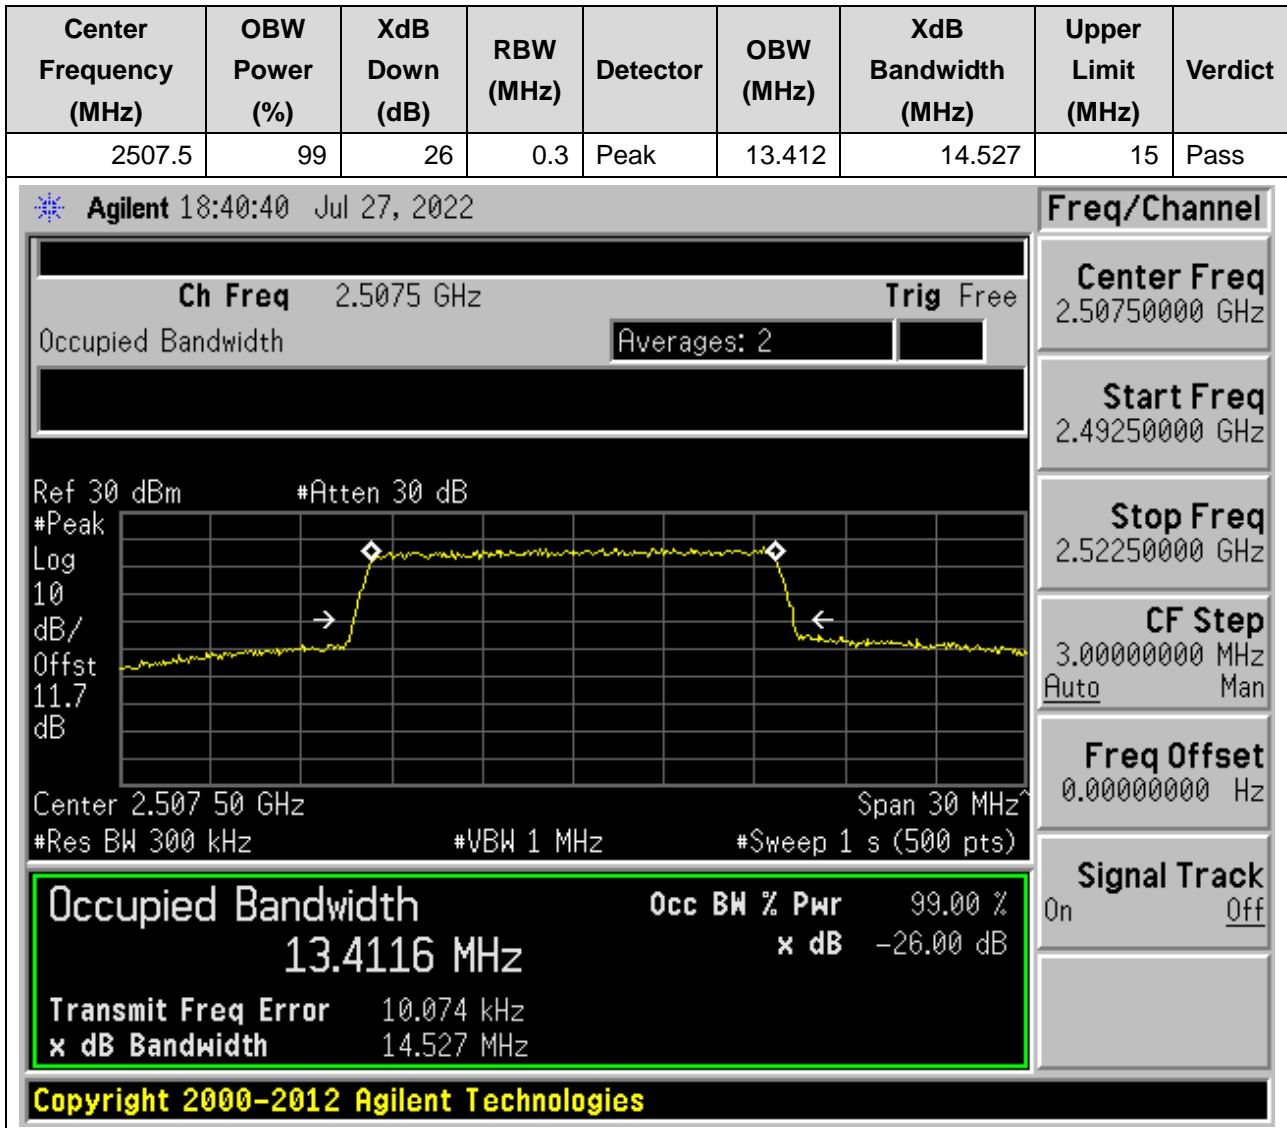 Center Frequency (MHz) OBW Power (%) XdB Down (dB) RBW (MHz) Detector OBW (MHz) XdB Bandwidth (MHz) Upper Limit (MHz) Verdict
2507.5 99 26 0.3 Peak 13.412 14.527 15 Pass
Agilent 18:40:40 Jul 27, 2022
Freq/Channel
Ch Freq 2.5075 GHz Trig Free
Occupied Bandwidth Averages: 2
Center Freq
2.50750000 GHz
Start Freq
2.49250000 GHz
Stop Freq
2.52250000 GHz
CF Step
3.00000000 MHz
Auto Man
Freq Offset
0.00000000 Hz
Signal Track
On Off
Ref 30 dBm #Atten 30 dB
#Peak
Log
10
dB/
Offst
11.7
dB
Center 2.507 50 GHz Span 30 MHz^
#Res BW 300 kHz #VBW 1 MHz #Sweep 1 s (500 pts)
Occupied Bandwidth
13.4116 MHz
Occ BW % Pwr 99.00 %
x dB -26.00 dB
Transmit Freq Error 10.074 kHz
x dB Bandwidth 14.527 MHz
Copyright 2000-2012 Agilent Technologies